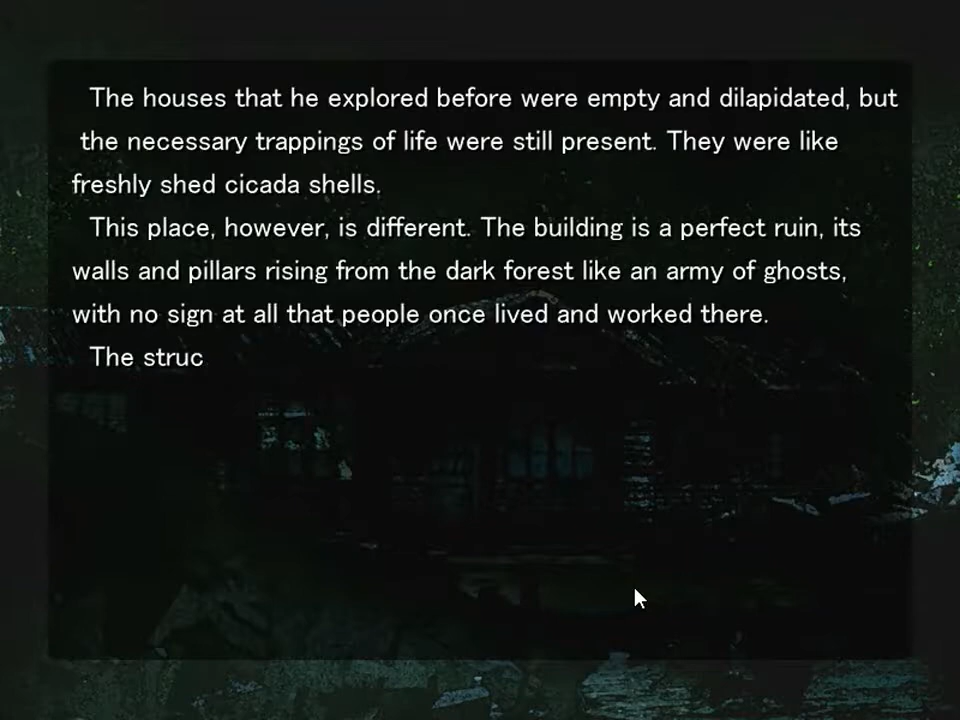 The houses that he explored before were empty and dilapidated, but
the necessary trappings of life were still present. They were like
freshly shed cicada shells.
This place, however, is different. The building is a perfect ruin, its
walls and pillars rising from the dark forest like an army of ghosts,
with no sign at all that people once lived and worked there.
The struc